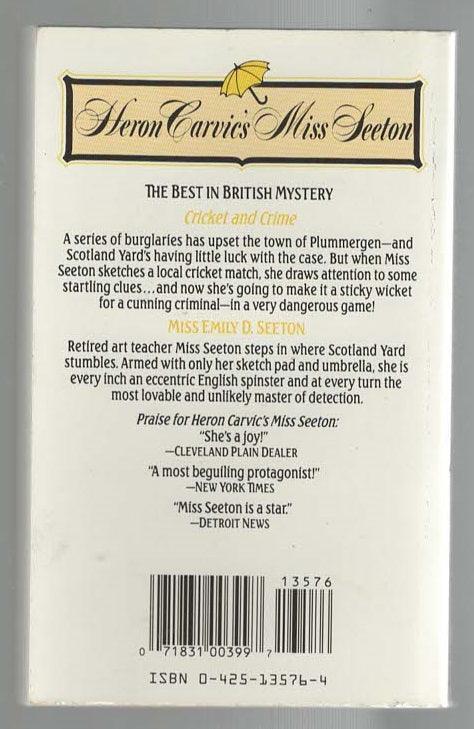 Heron Carvic's Miss Seeton
THE BEST IN BRITISH MYSTERY
Cricket and Crime
A series of burglaries has upset the town of Plummergen—and
Scotland Yard's having little luck with the case. But when Miss
Seeton sketches a local cricket match, she draws attention to some
startling clues...and now she's going to make it a sticky wicket
for a cunning criminal—in a very dangerous game!
MISS EMILY D. SEETON
Retired art teacher Miss Seeton steps in where Scotland Yard
stumbles. Armed with only her sketch pad and umbrella, she is
every inch an eccentric English spinster and at every turn the
most lovable and unlikely master of detection.
Praise for Heron Carvic's Miss Seeton:
"She's a joy!"
—CLEVELAND PLAIN DEALER
"A most beguiling protagonist!"
—NEW YORK TIMES
"Miss Seeton is a star."
—DETROIT NEWS
13576
0 71831 00399 7
ISBN 0-425-13576-4